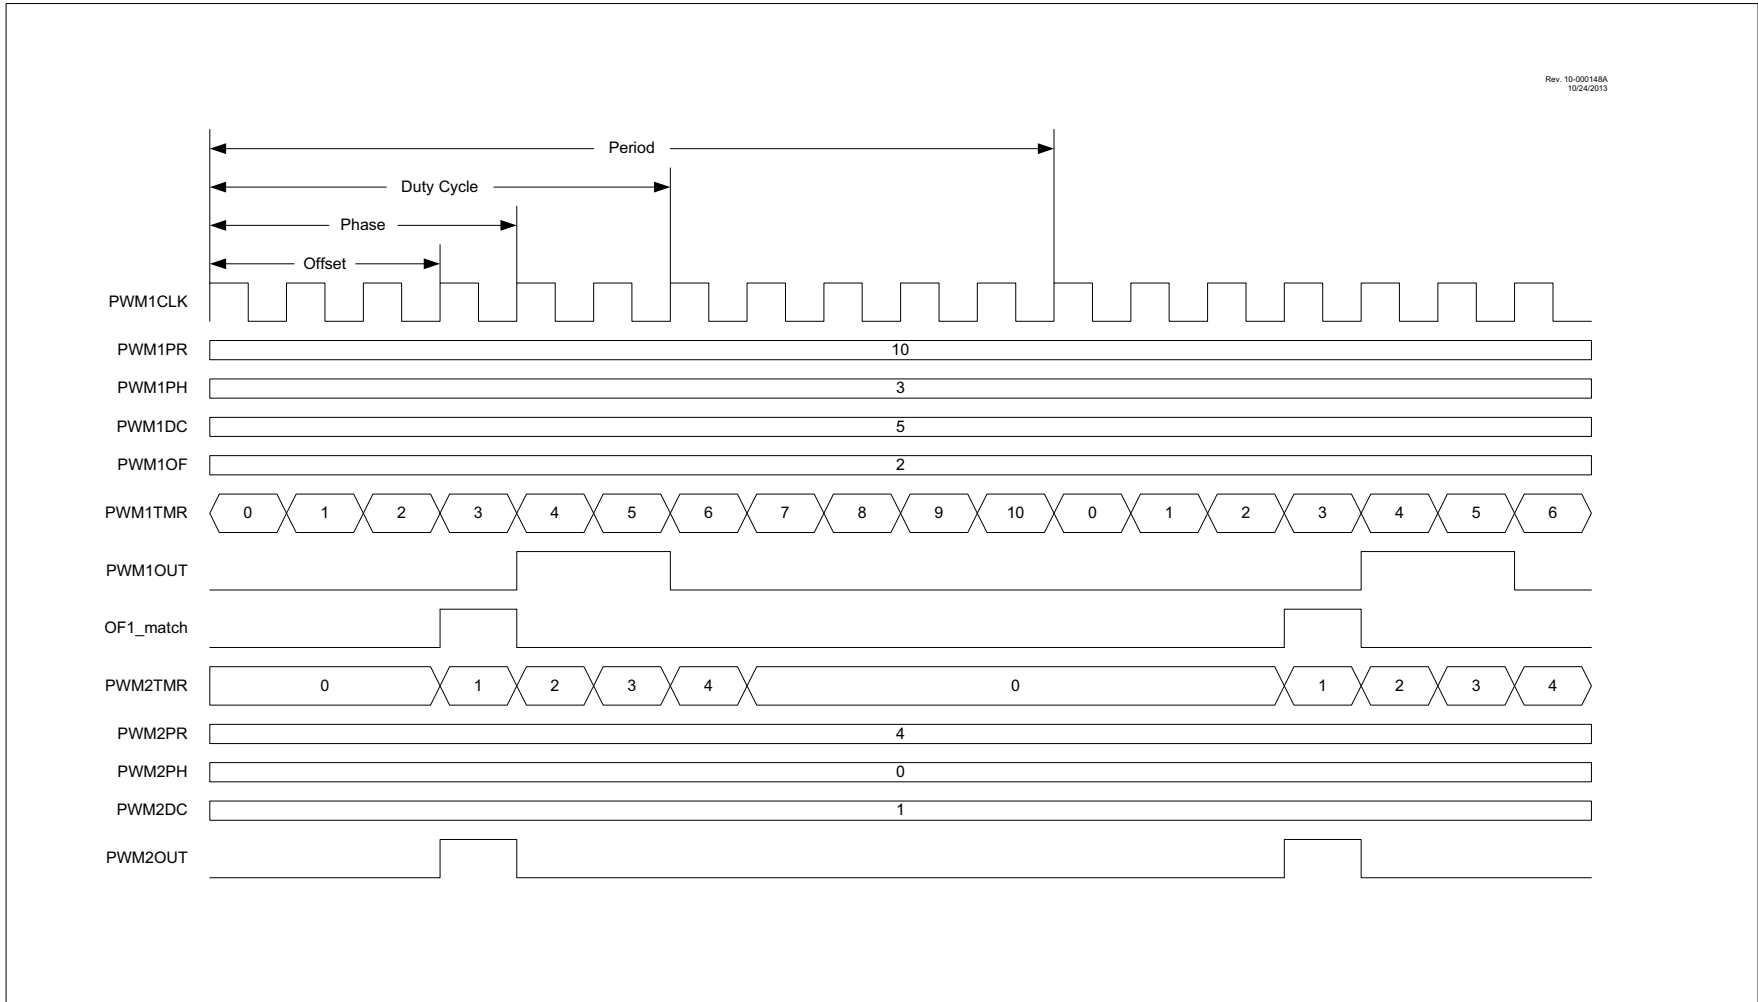 Rev. 10-000148A
10/24/2013
Period
Duty Cycle
Phase
Offset
PWM1CLK
PWM1PR 10
PWM1PH 3
PWM1DC 5
PWM1OF 2
PWM1TMR 0 1 2 3 4 5 6 7 8 9 10 0 1 2 3 4 5 6
PWM1OUT
OF1_match
PWM2TMR 0 1 2 3 4 0 1 2 3 4
PWM2PR 4
PWM2PH 0
PWM2DC 1
PWM2OUT